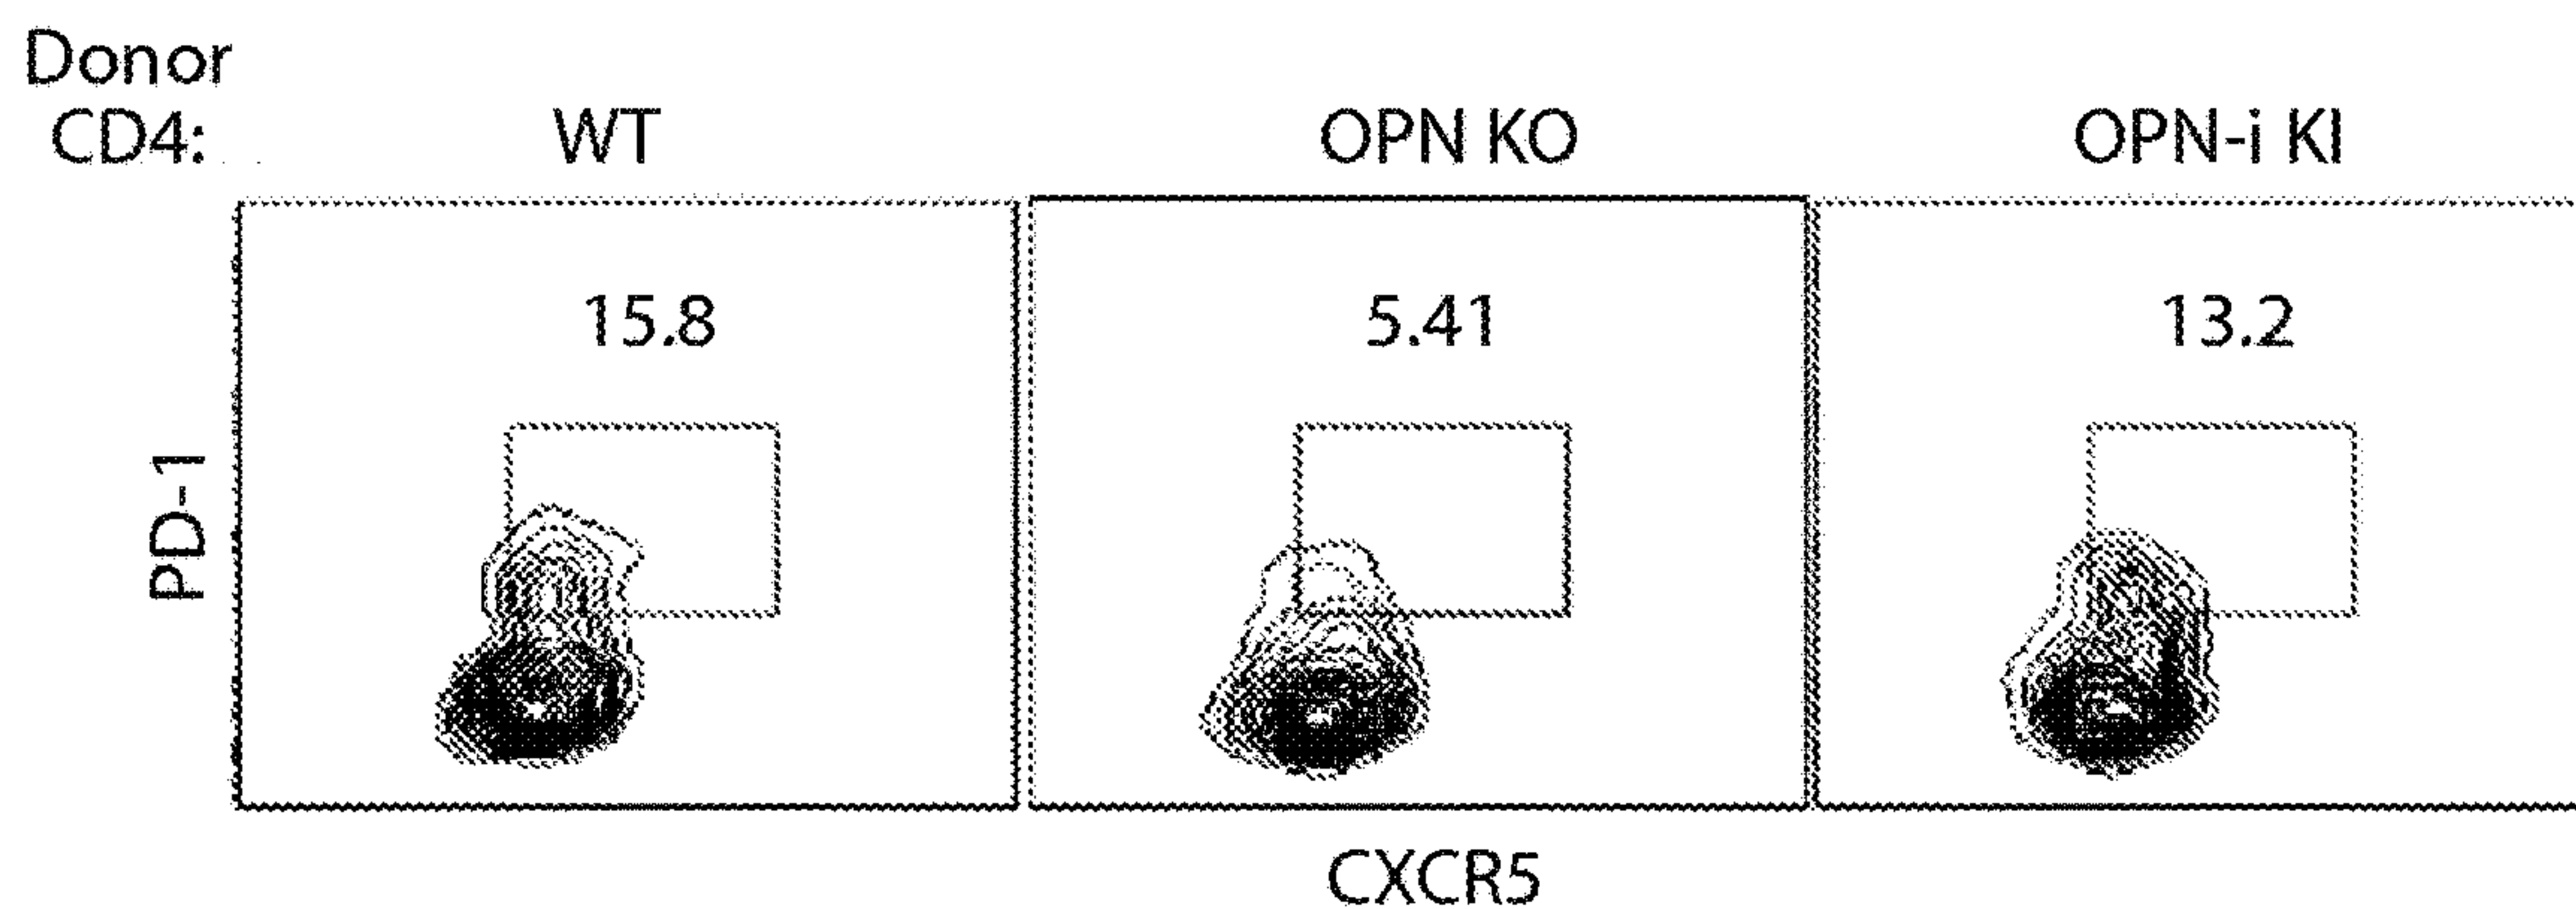 Donor
CD4:
WT
OPN KO
OPN-i KI
15.8
5.41
13.2
PD-1
CXCR5